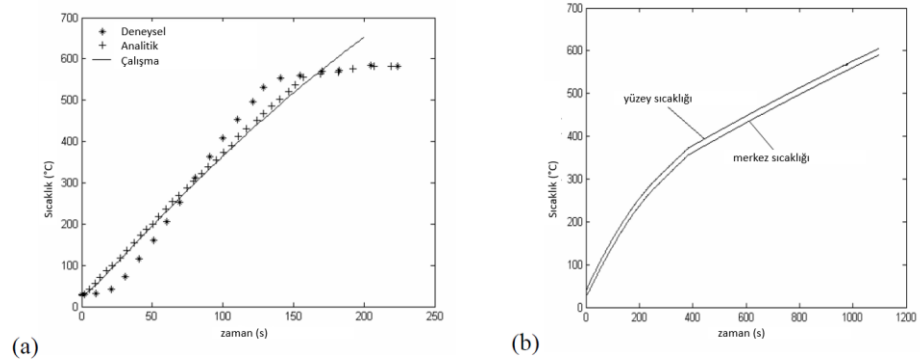 700
600
500
400
300
200
100
0
Sıcaklık (°C)
Deneysel
Analitik
Çalışma
0
50
100
150
200
250
zaman (s)
(a)
700
600
500
400
300
200
100
0
Sıcaklık (°C)
yüzey sıcaklığı
merkez sıcaklığı
0
200
400
600
800
1000
1200
zaman (s)
(b)